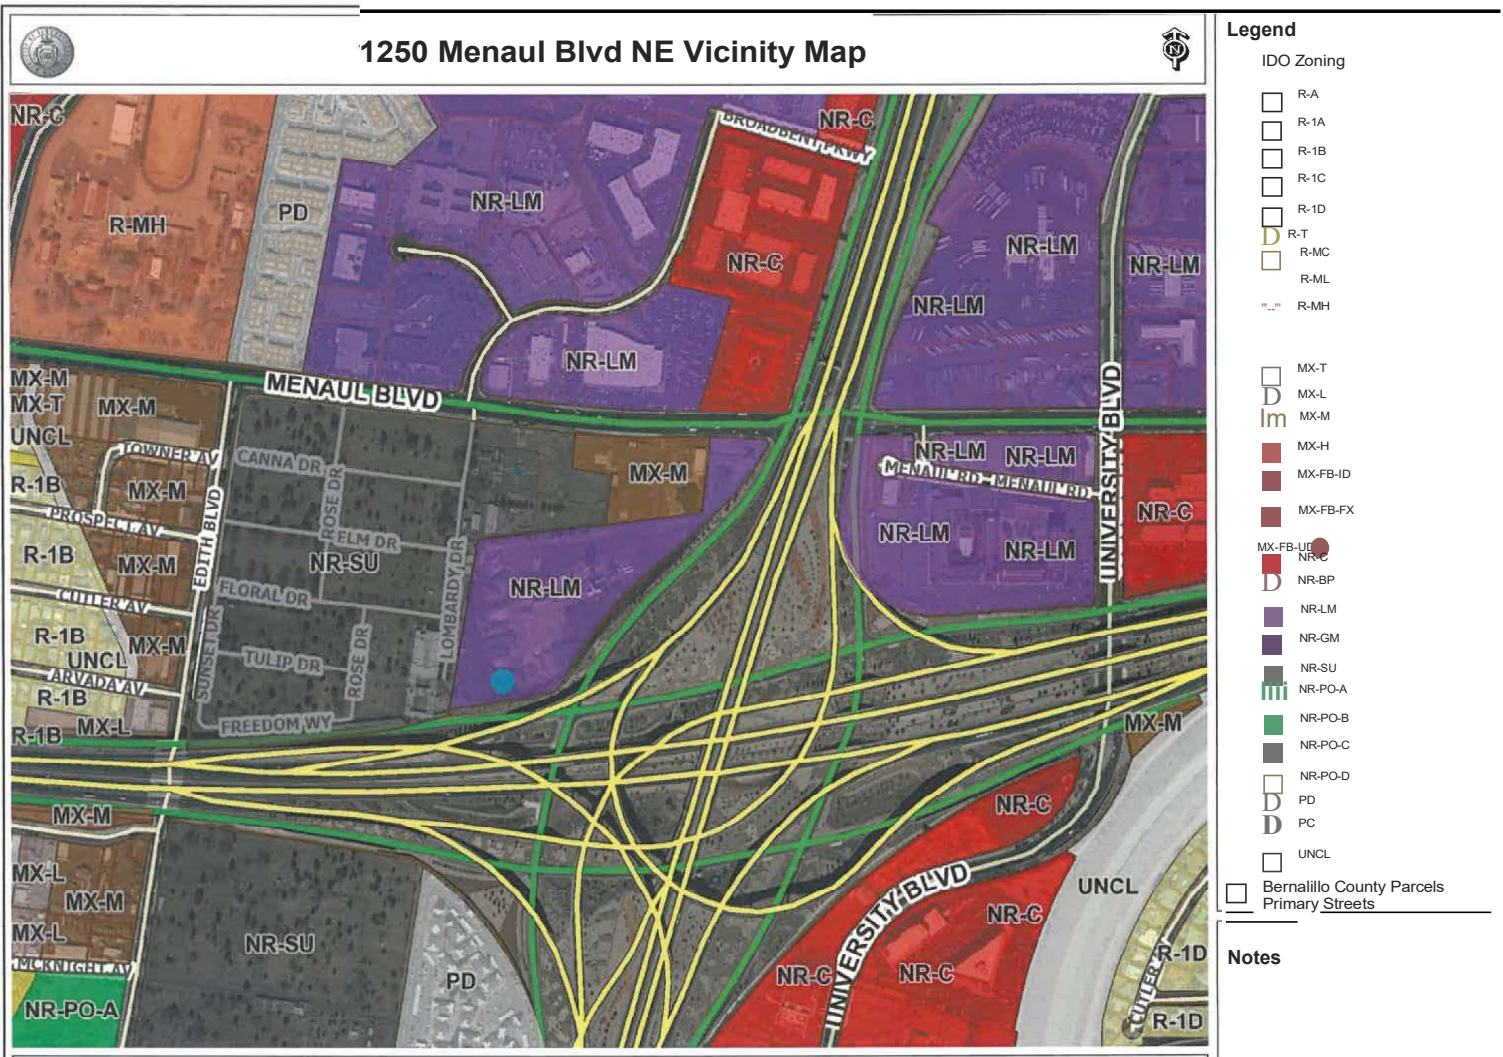 1250 Menaul Blvd NE Vicinity Map
N
Legend
IDO Zoning
R-A
R-1A
R-1B
R-1C
R-1D
D R-T
R-MC
R-ML
R-MH
MX-T
D MX-L
Im MX-M
MX-H
MX-FB-ID
MX-FB-FX
MX-FB-UD
NR-C
D NR-BP
NR-LM
NR-GM
NR-SU
NR-PO-A
NR-PO-B
NR-PO-C
NR-PO-D
D PD
D PC
UNCL
Bernalillo County Parcels
Primary Streets
Notes
NR-C
R-MH
PD
NR-LM
BROADBENT PKWY
NR-C
NR-C
NR-LM
NR-LM
NR-LM
NR-LM
MENAUL BLVD
UNIVERSITY BLVD
MX-M
MX-T
UNCL
MX-M
TOWNER AV
R-1B
MX-M
PROSPECT AV
EDITH BLVD
CANNA DR
ROSE DR
ELM DR
NR-SU
FLORAL DR
LOMBARDY DR
TULIP DR
ROSE DR
SUNSET DR
FREEDOM WY
MX-M
NR-LM
NR-LM
NR-LM
MENAUL RD
MENAUL RD
NR-LM
NR-LM
NR-C
R-1B
MX-M
CUTLER AV
R-1B
UNCL
MX-M
ARVADA AV
R-1B
MX-L
R-1B
MX-M
MX-M
NR-C
MX-L
MX-M
MX-L
MCKNIGHT AV
NR-PO-A
NR-SU
PD
UNIVERSITY BLVD
NR-C
NR-C
NR-C
UNCL
R-1D
CUTLER
R-1D